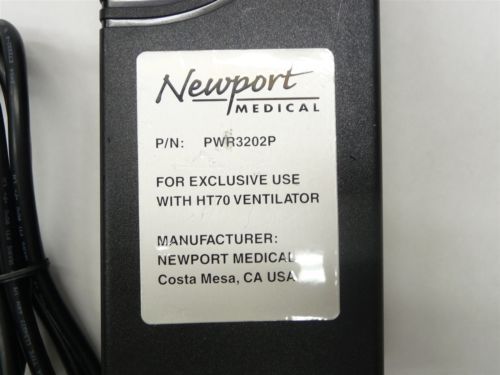 Newport
MEDICAL
P/N: PWR3202P
FOR EXCLUSIVE USE
WITH HT70 VENTILATOR
MANUFACTURER:
NEWPORT MEDICAL
Costa Mesa, CA USA